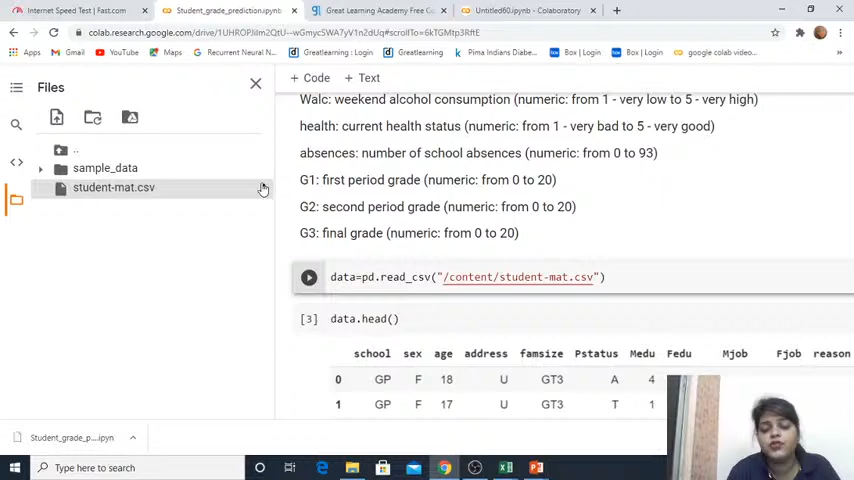 Internet Speed Test | Fast.com
Student_grade_prediction.ipynb
Great Learning Academy Free Co
Untitled60.ipynb - Colaboratory
colab.research.google.com/drive/
Apps
Gmail
YouTube
Maps
Recurrent Neural N...
Greatlearning : Login
Greatlearning
Pima Indians Diabe...
Box | Login
Box | Login
google colab video...
Files
+ Code
+ Text
..
sample_data
student-mat.csv
Walc: weekend alcohol consumption (numeric: from 1 - very low to 5 - very high)
health: current health status (numeric: from 1 - very bad to 5 - very good)
absences: number of school absences (numeric: from 0 to 93)
G1: first period grade (numeric: from 0 to 20)
G2: second period grade (numeric: from 0 to 20)
G3: final grade (numeric: from 0 to 20)
data=pd.read_csv("/content/student-mat.csv")
[3] data.head()
school sex age address famsize Pstatus Medu Fedu Mjob Fjob reason
0 GP F 18 U GT3 A 4
1 GP F 17 U GT3 T 1
Student_grade_p....ipyn
Type here to search